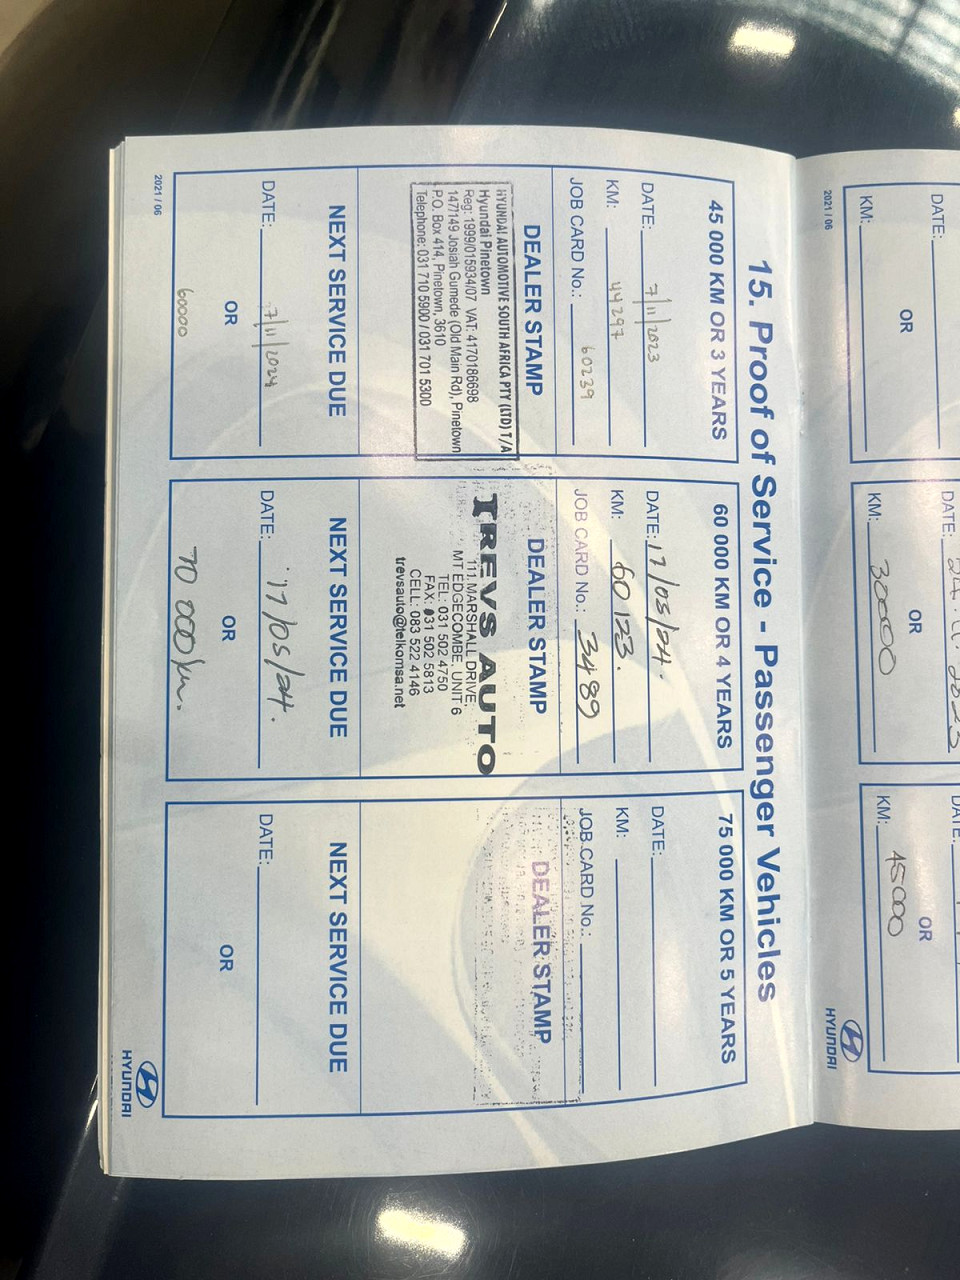 DATE:
OR
KM:
2021 / 06
OR
KM: 30000
DATE:
OR
KM: 45000
HYUNDAI
15. Proof of Service - Passenger Vehicles
45 000 KM OR 3 YEARS
DATE: 7/11/2023
KM: 44297
JOB CARD No.: 60239
DEALER STAMP
HYUNDAI AUTOMOTIVE SOUTH AFRICA PTY (LTD) T/A
Hyundai Pinetown
Reg: 1999/015934/07 VAT: 4170186698
147/149 Josiah Gumede (Old Main Rd), Pinetown
P.O. Box 414, Pinetown, 3610
Telephone: 031 710 5900 / 031 701 5300
NEXT SERVICE DUE
DATE: 7/11/2024
OR
60000
2021 / 06
60 000 KM OR 4 YEARS
DATE: 17/05/24.
KM: 60 123.
JOB CARD No.: 3489
DEALER STAMP
TREVS AUTO
111 MARSHALL DRIVE,
MT EDGECOMBE, UNIT 6
TEL: 031 502 4750
FAX: 031 502 5813
CELL: 083 522 4146
trevsauto@telkomsa.net
NEXT SERVICE DUE
DATE: 17/05/24.
OR
70 000km.
75 000 KM OR 5 YEARS
DATE:
KM:
JOB CARD No.:
DEALER STAMP
NEXT SERVICE DUE
DATE:
OR
HYUNDAI